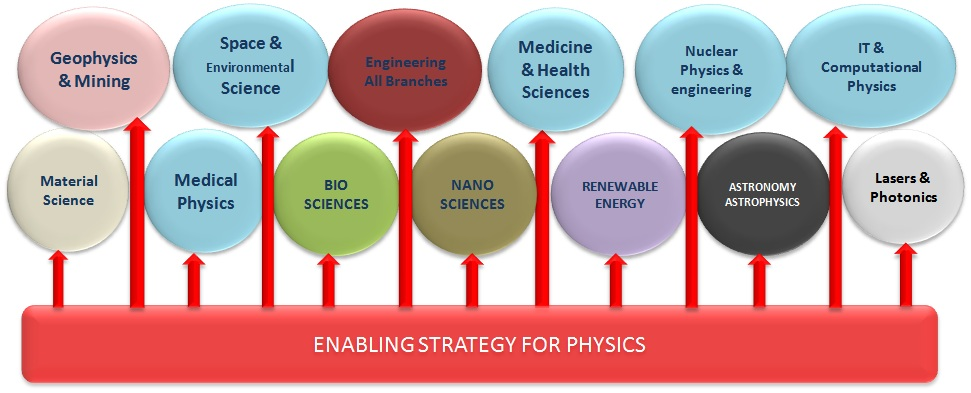 Geophysics
& Mining
Space &
Environmental
Science
Engineering
All Branches
Medicine
& Health
Sciences
Nuclear
Physics &
engineering
IT &
Computational
Physics
Material
Science
Medical
Physics
BIO
SCIENCES
NANO
SCIENCES
RENEWABLE
ENERGY
ASTRONOMY
ASTROPHYSICS
Lasers &
Photonics
ENABLING STRATEGY FOR PHYSICS